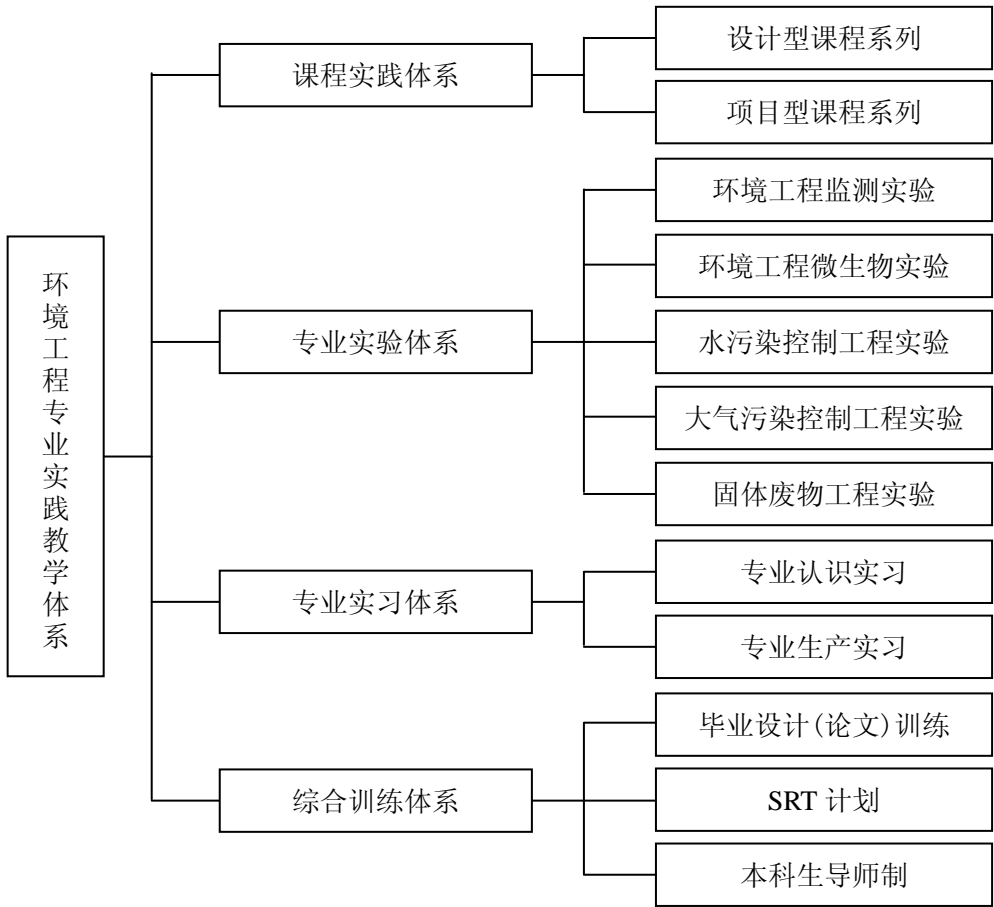 环境工程专业实践教学体系
课程实践体系
设计型课程系列
项目型课程系列
专业实验体系
环境工程监测实验
环境工程微生物实验
水污染控制工程实验
大气污染控制工程实验
固体废物工程实验
专业实习体系
专业认识实习
专业生产实习
综合训练体系
毕业设计(论文)训练
SRT 计划
本科生导师制